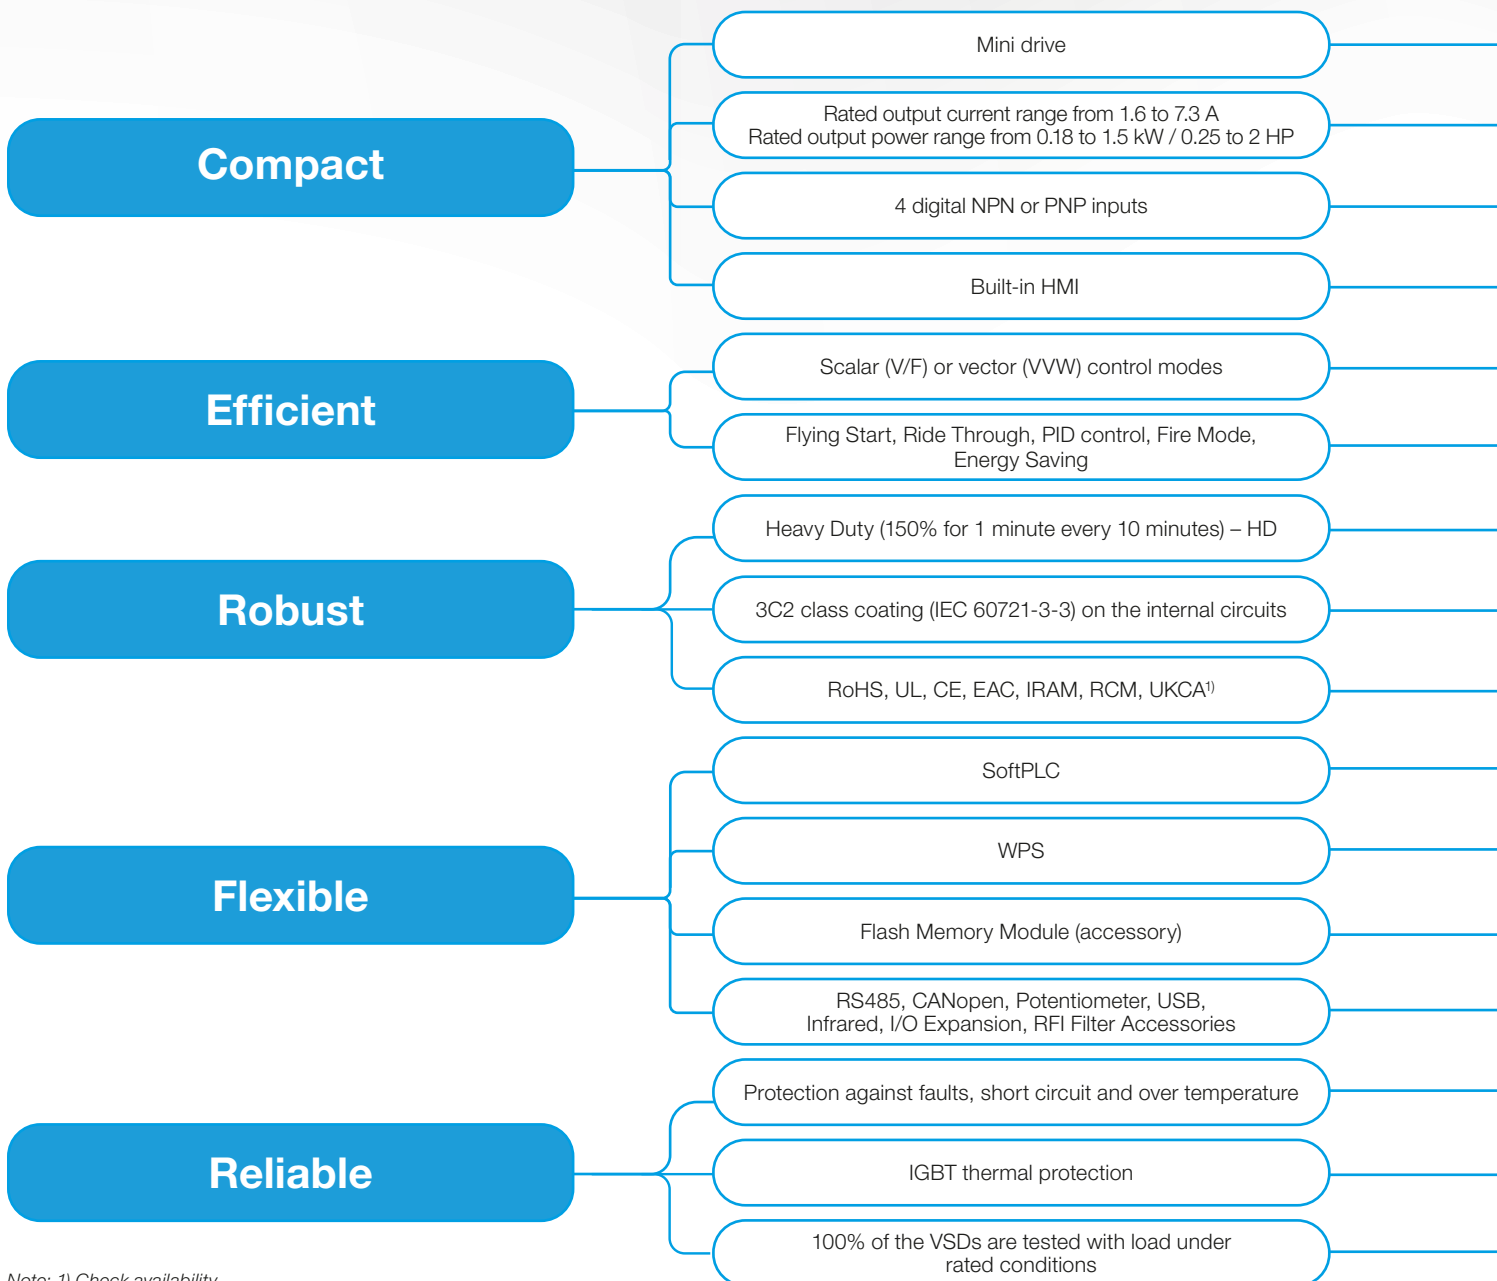 Compact
Mini drive
Rated output current range from 1.6 to 7.3 A
Rated output power range from 0.18 to 1.5 kW / 0.25 to 2 HP
4 digital NPN or PNP inputs
Built-in HMI
Efficient
Scalar (V/F) or vector (VVW) control modes
Flying Start, Ride Through, PID control, Fire Mode,
Energy Saving
Robust
Heavy Duty (150% for 1 minute every 10 minutes) – HD
3C2 class coating (IEC 60721-3-3) on the internal circuits
RoHS, UL, CE, EAC, IRAM, RCM, UKCA¹⁾
Flexible
SoftPLC
WPS
Flash Memory Module (accessory)
RS485, CANopen, Potentiometer, USB,
Infrared, I/O Expansion, RFI Filter Accessories
Reliable
Protection against faults, short circuit and over temperature
IGBT thermal protection
100% of the VSDs are tested with load under
rated conditions
Note: 1) Check availability